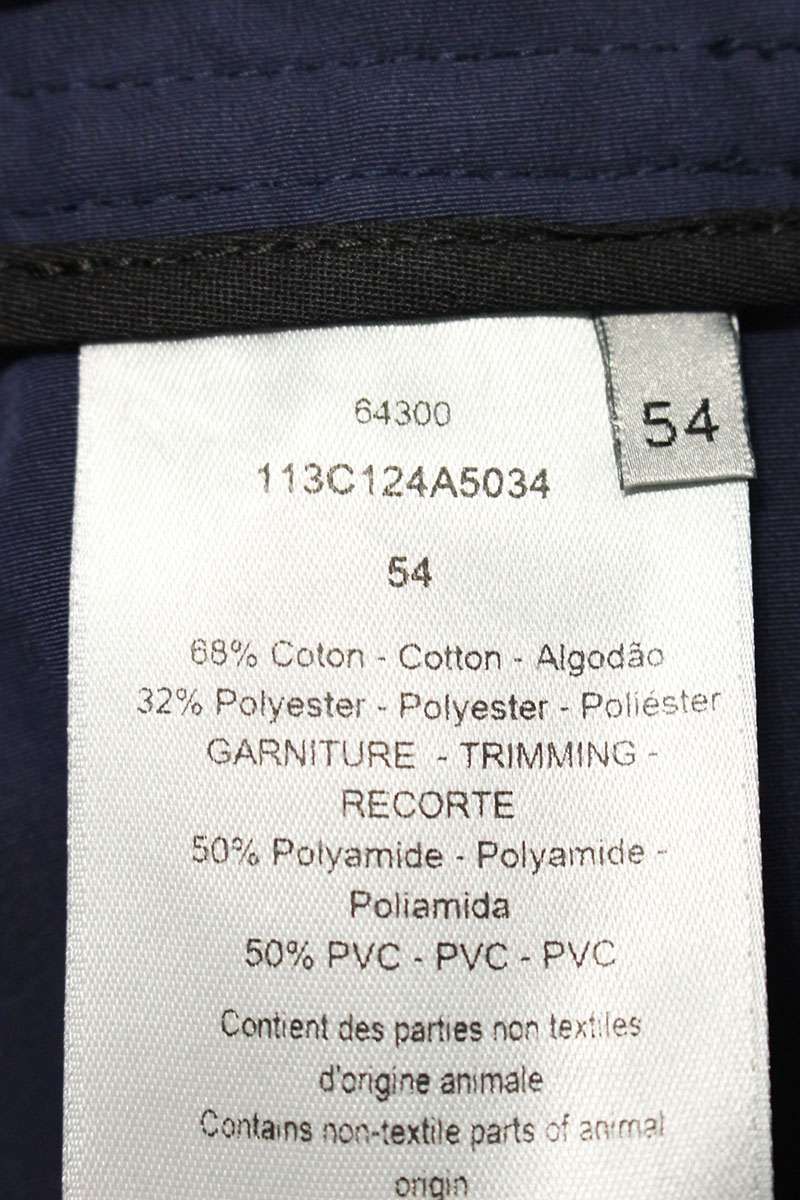 64300
54
113C124A5034
54
68% Coton - Cotton - Algodão
32% Polyester - Polyester - Poliéster
GARNITURE - TRIMMING -
RECORTE
50% Polyamide - Polyamide -
Poliamida
50% PVC - PVC - PVC
Contient des parties non textiles
d'origine animale
Contains non-textile parts of animal
origin